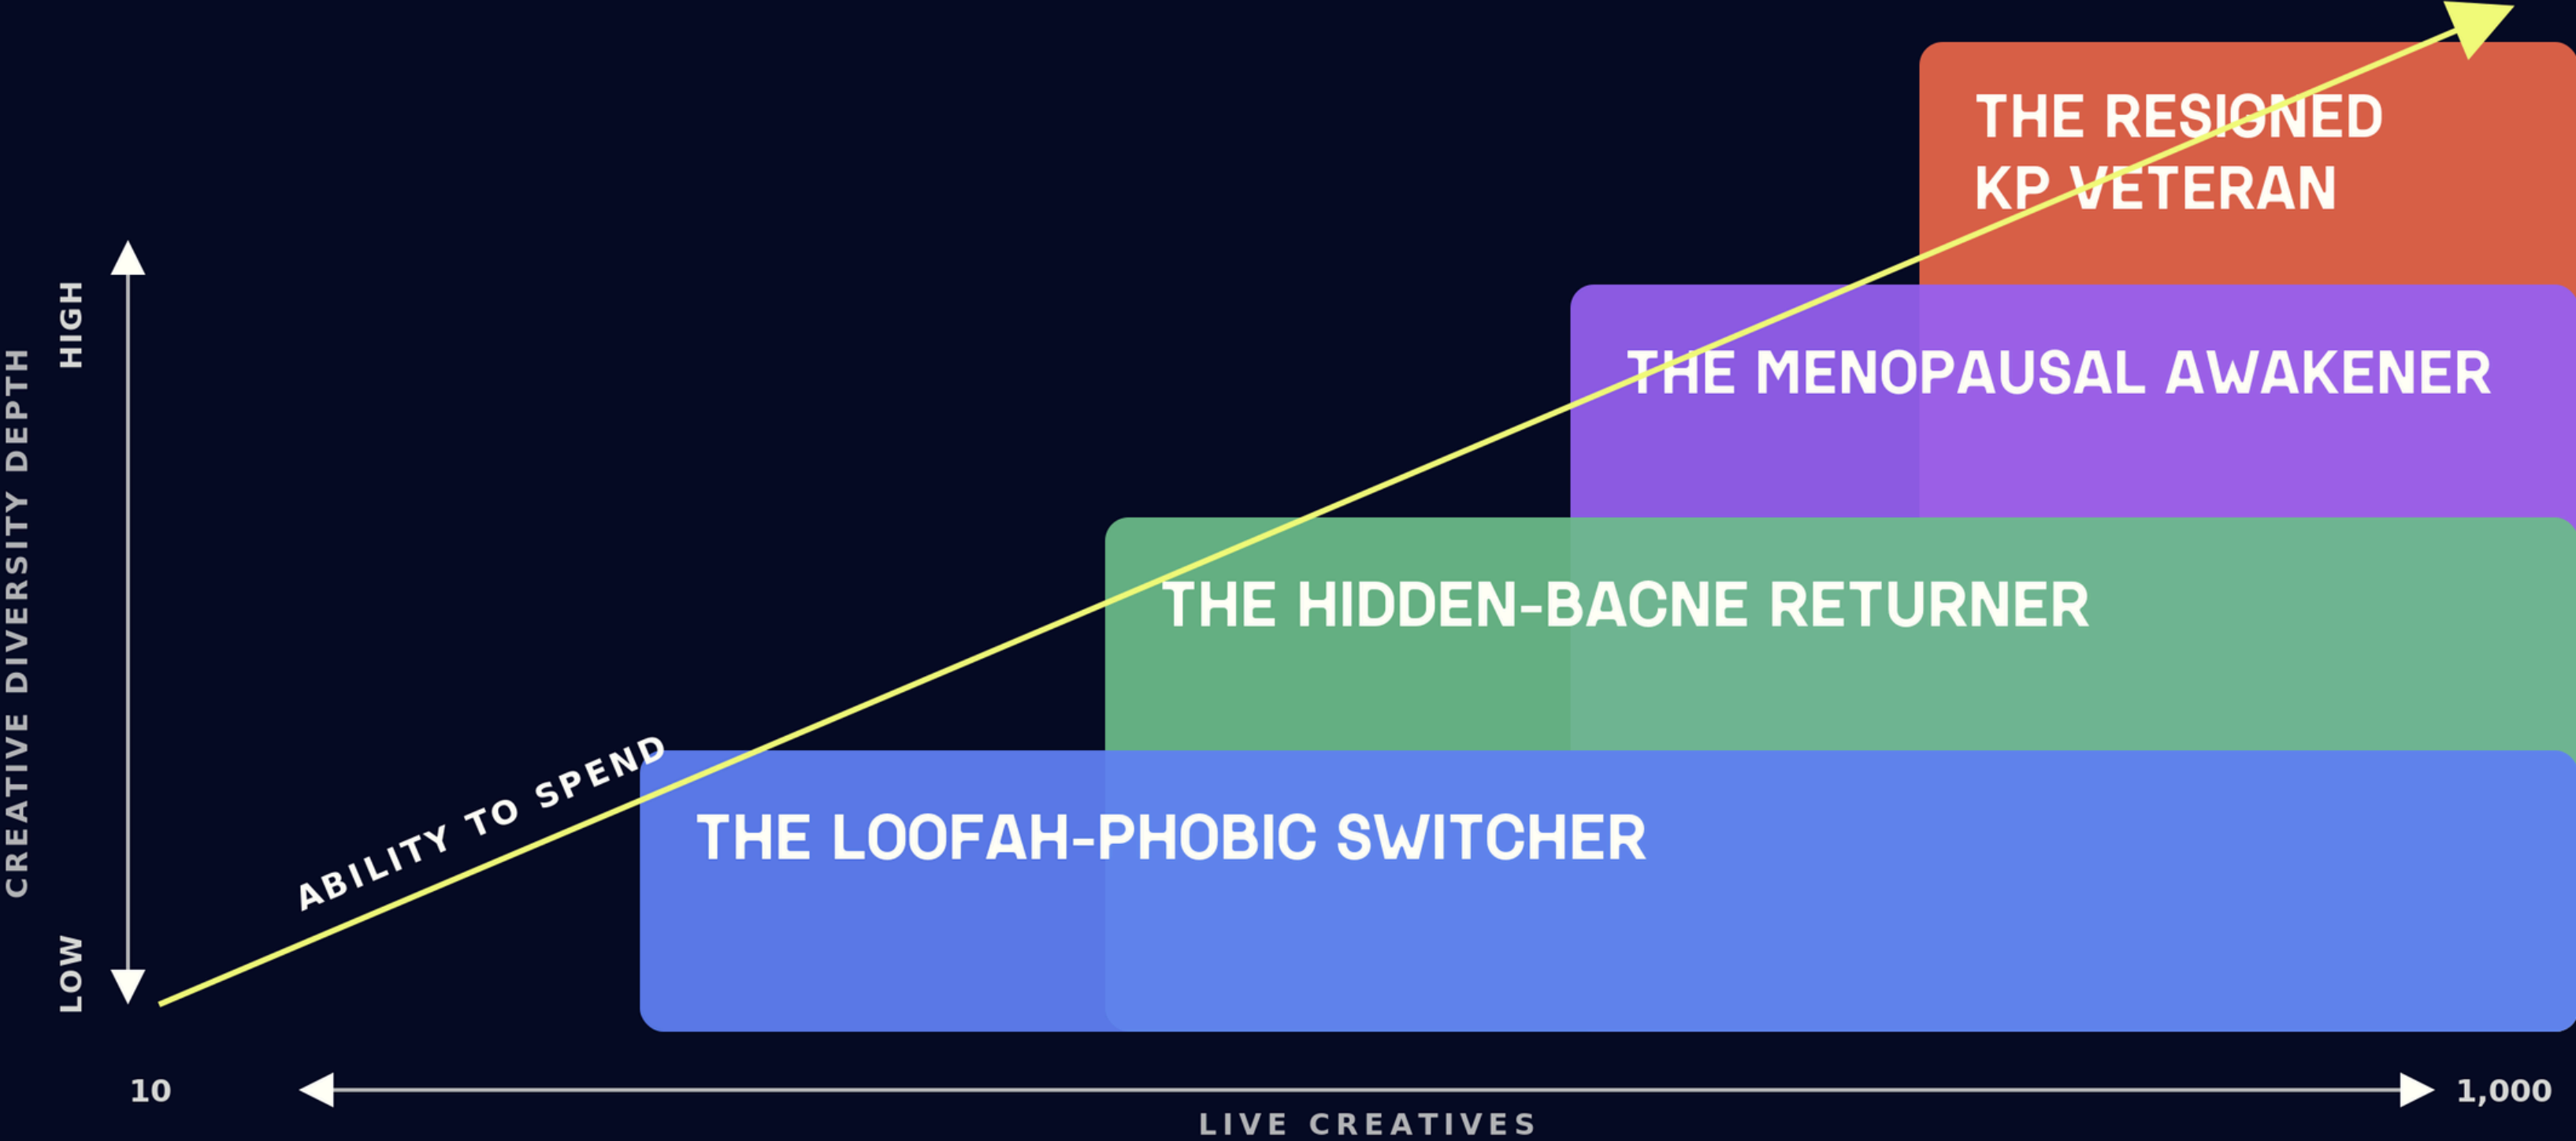 THE RESIGNED
KP VETERAN
HIGH
THE MENOPAUSAL AWAKENER
CREATIVE DIVERSITY DEPTH
THE HIDDEN-BACNE RETURNER
ABILITY TO SPEND
THE LOOFAH-PHOBIC SWITCHER
LOW
10
1,000
LIVE CREATIVES